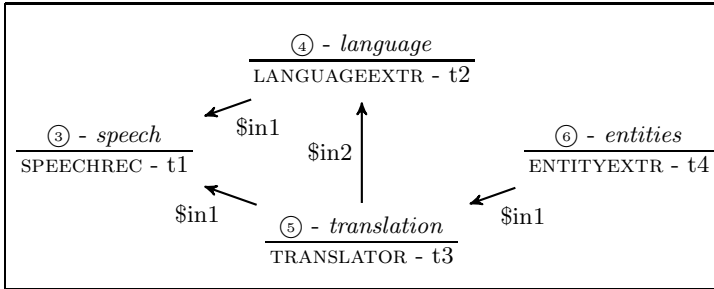 ④ - language
LANGUAGEEXTR - t2
$in1
③ - speech
SPEECHREC - t1
$in2
⑥ - entities
ENTITYEXTR - t4
$in1
$in1
⑤ - translation
TRANSLATOR - t3